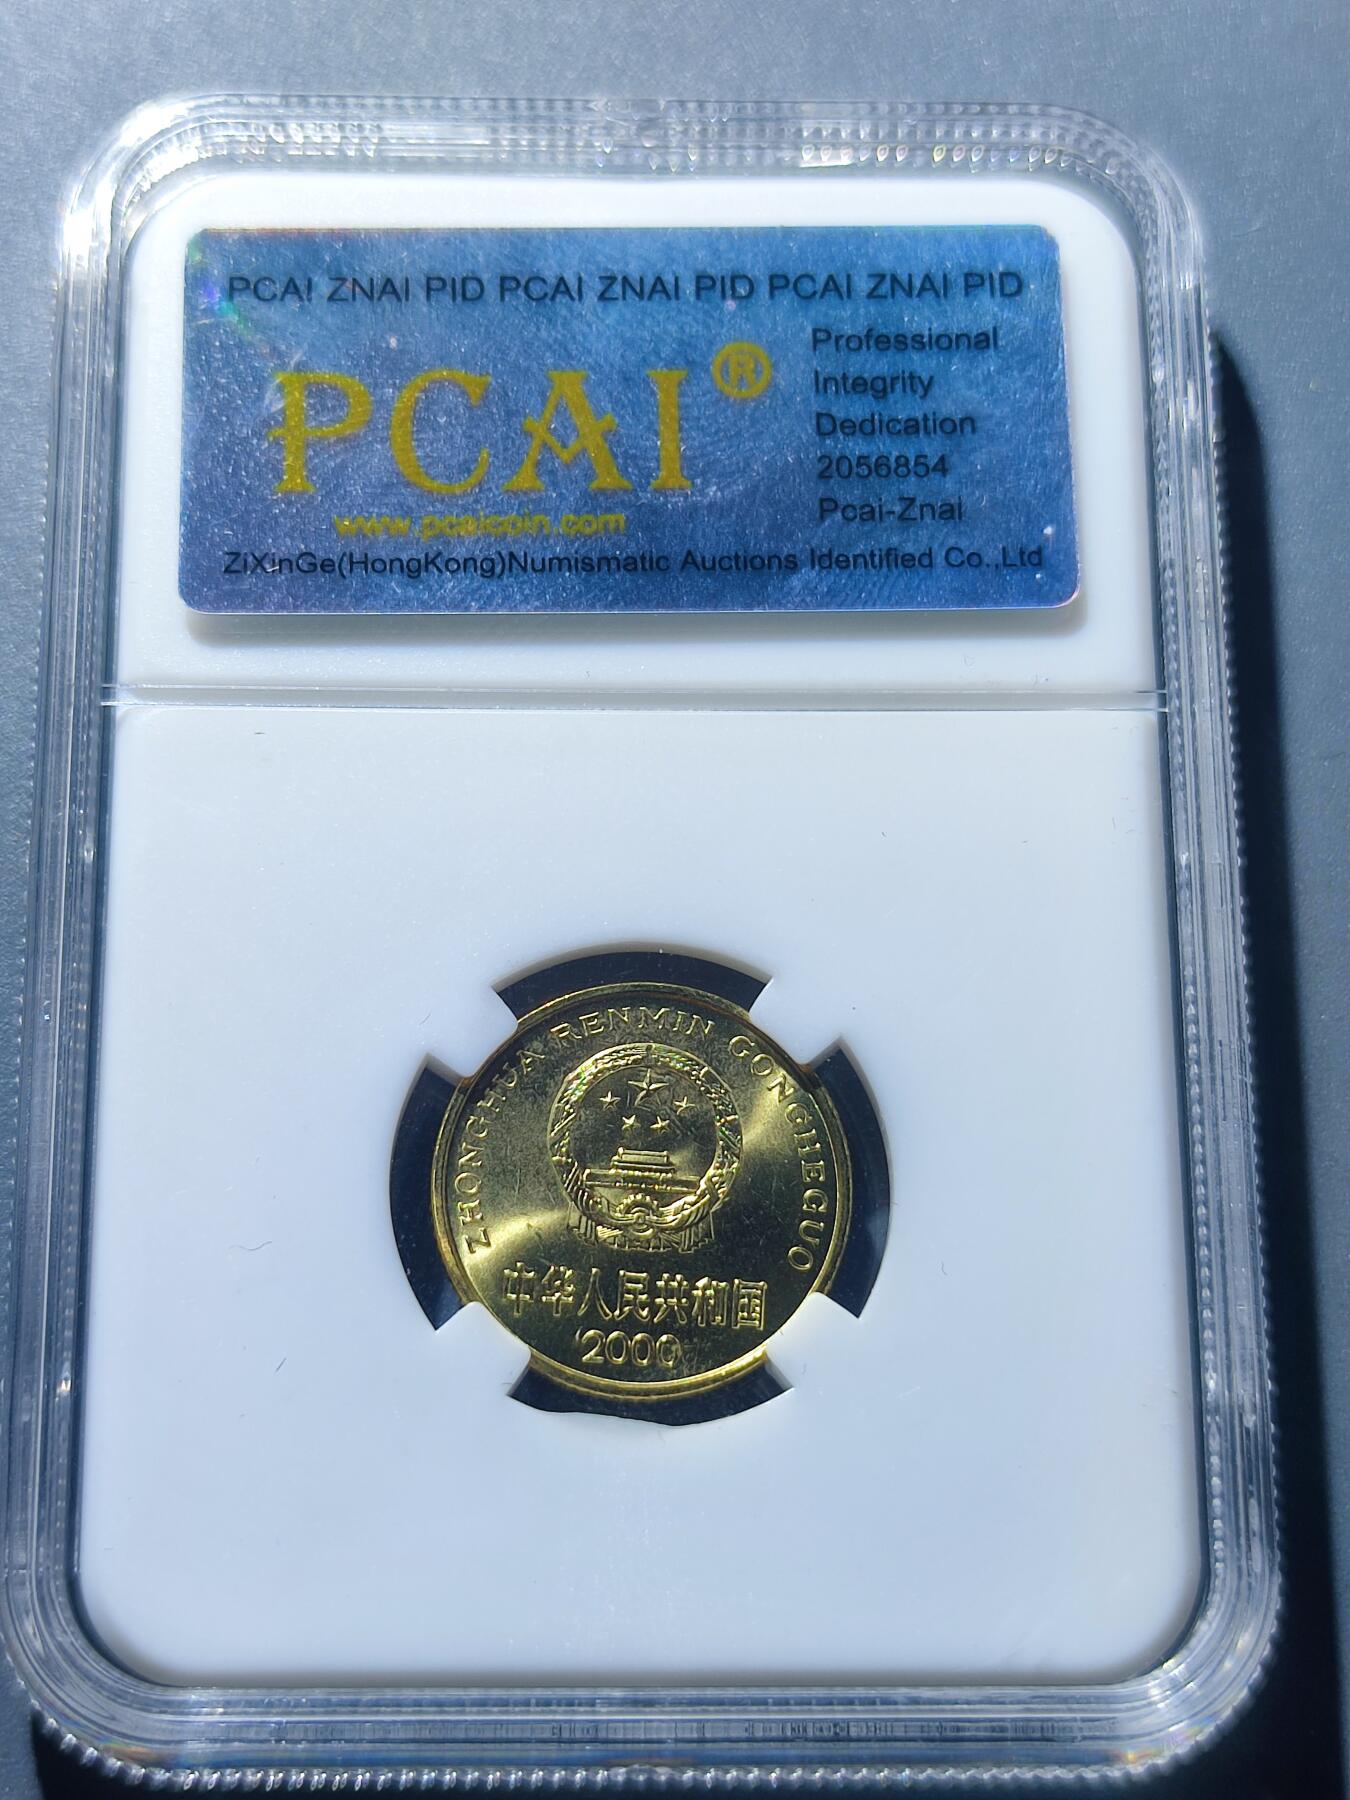 PCAI ZNAI PID PCAI ZNAI PID PCAI ZNAI PID
PCAI®
Professional
Integrity
Dedication
2056854
Pcai-Znai
www.pcaicoin.com
ZiXinGe(HongKong)Numismatic Auctions Identified Co.,Ltd
ZHONGHUA RENMIN GONGHEGUO
中华人民共和国
2000